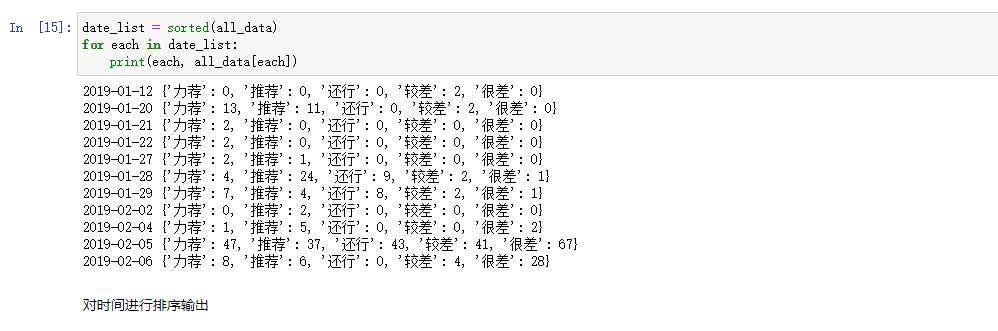 In [15]: date_list = sorted(all_data)
for each in date_list:
    print(each, all_data[each])
2019-01-12 {'力荐': 0, '推荐': 0, '还行': 0, '较差': 2, '很差': 0}
2019-01-20 {'力荐': 13, '推荐': 11, '还行': 0, '较差': 2, '很差': 0}
2019-01-21 {'力荐': 2, '推荐': 0, '还行': 0, '较差': 0, '很差': 0}
2019-01-22 {'力荐': 2, '推荐': 0, '还行': 0, '较差': 0, '很差': 0}
2019-01-27 {'力荐': 2, '推荐': 1, '还行': 0, '较差': 0, '很差': 0}
2019-01-28 {'力荐': 4, '推荐': 24, '还行': 9, '较差': 2, '很差': 1}
2019-01-29 {'力荐': 7, '推荐': 4, '还行': 8, '较差': 2, '很差': 1}
2019-02-02 {'力荐': 0, '推荐': 2, '还行': 0, '较差': 0, '很差': 0}
2019-02-04 {'力荐': 1, '推荐': 5, '还行': 0, '较差': 0, '很差': 2}
2019-02-05 {'力荐': 47, '推荐': 37, '还行': 43, '较差': 41, '很差': 67}
2019-02-06 {'力荐': 8, '推荐': 6, '还行': 0, '较差': 4, '很差': 28}
对时间进行排序输出